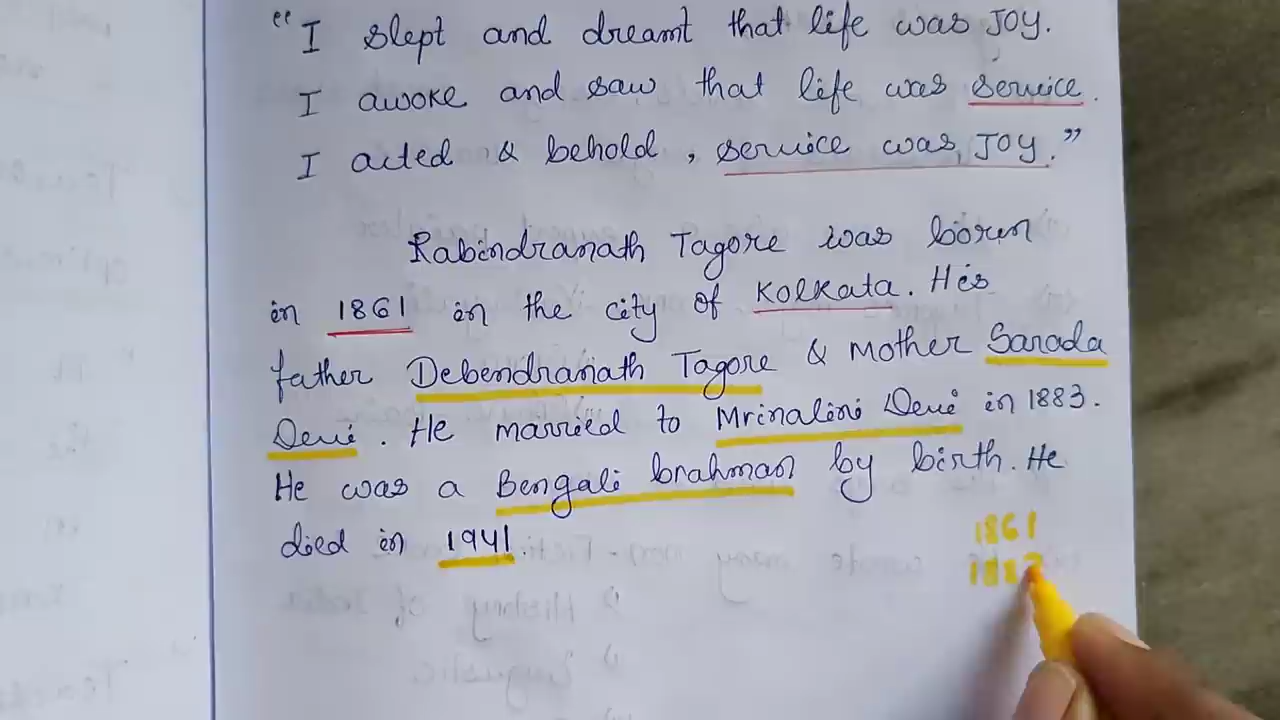 "I slept and dreamt that life was JOY.
I awoke and saw that life was service.
I acted & behold, service was JOY."
Rabindranath Tagore was born
in 1861 in the city of Kolkata. His
father Debendranath Tagore & mother Sarada
Devi. He married to Mrinalini Devi in 1883.
He was a Bengali brahman by birth. He
died in 1941.
1861
1883